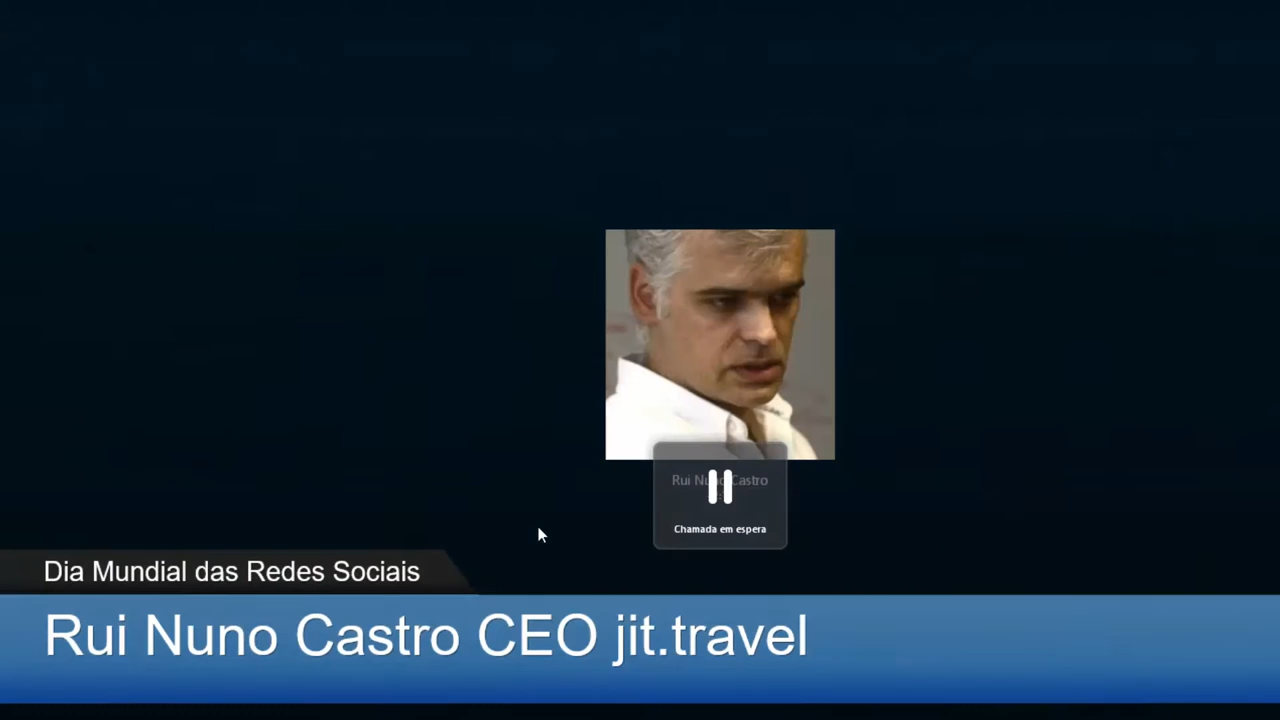 Rui Nuno Castro
Chamada em espera
Dia Mundial das Redes Sociais
Rui Nuno Castro CEO jit.travel